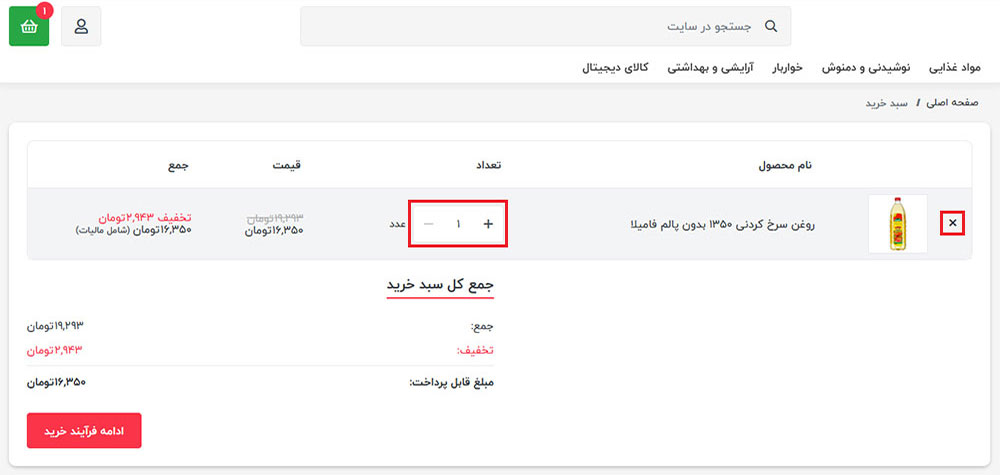 ۱
جستجو در سایت
مواد غذایی نوشیدنی و دمنوش خواربار آرایشی و بهداشتی کالای دیجیتال
صفحه اصلی / سبد خرید
نام محصول تعداد قیمت جمع
× روغن سرخ کردنی ۱۳۵۰ بدون پالم فامیلا + ۱ − عدد
۱۹,۲۹۳تومان
۱۶,۳۵۰تومان
تخفیف ۲,۹۴۳تومان
۱۶,۳۵۰تومان (شامل مالیات)
جمع کل سبد خرید
جمع: ۱۹,۲۹۳تومان
تخفیف: ۲,۹۴۳تومان
مبلغ قابل پرداخت: ۱۶,۳۵۰تومان
ادامه فرآیند خرید